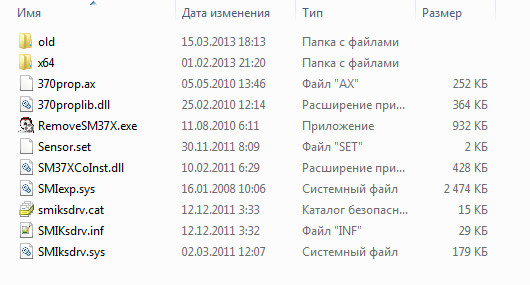 Имя Дата изменения Тип Размер
old 15.03.2013 18:13 Папка с файлами
x64 01.02.2013 21:20 Папка с файлами
370prop.ax 05.05.2010 13:46 Файл "AX" 252 КБ
370proplib.dll 25.02.2010 12:14 Расширение при... 364 КБ
RemoveSM37X.exe 11.08.2010 6:11 Приложение 932 КБ
Sensor.set 30.11.2011 8:09 Файл "SET" 2 КБ
SM37XCoInst.dll 10.02.2011 6:29 Расширение при... 428 КБ
SMIexp.sys 16.01.2008 10:06 Системный файл 2 474 КБ
smiksdrv.cat 12.12.2011 3:33 Каталог безопасн... 15 КБ
SMIKsdrv.inf 12.12.2011 3:32 Файл "INF" 29 КБ
SMIksdrv.sys 02.03.2011 12:07 Системный файл 179 КБ